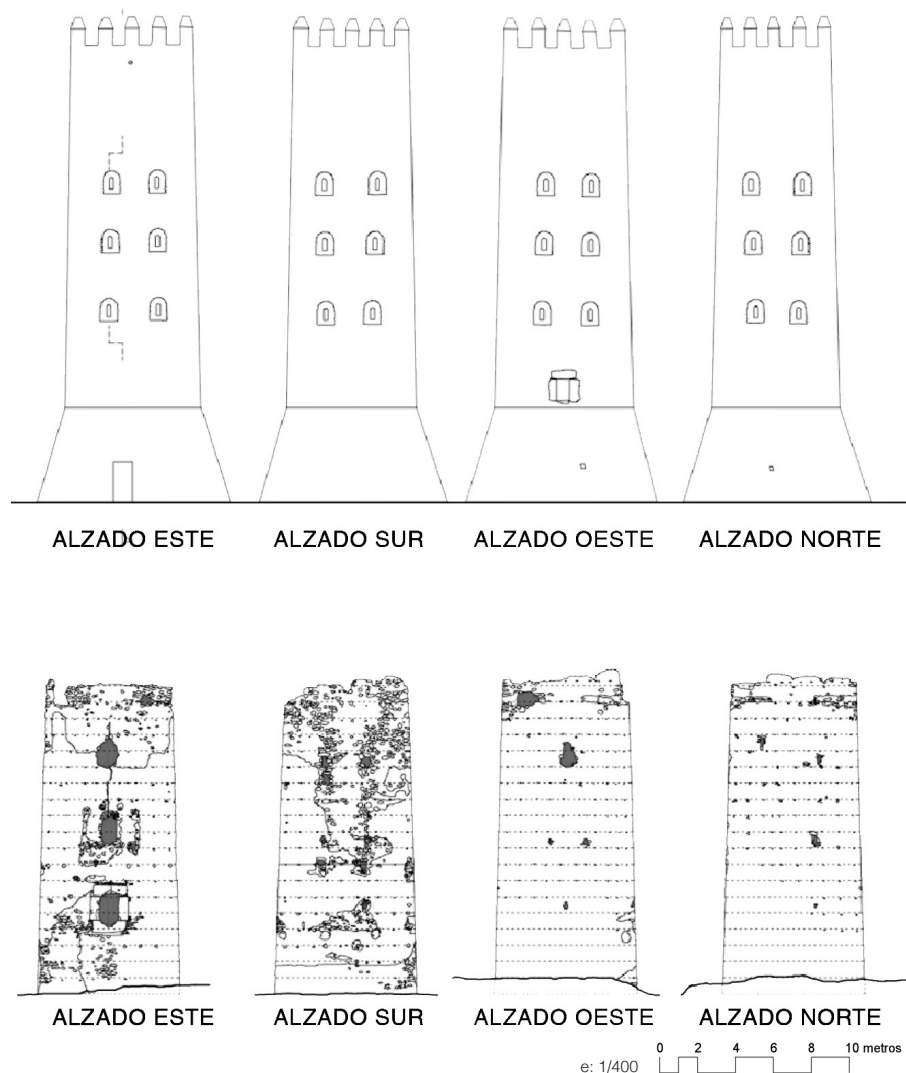 ALZADO ESTE ALZADO SUR ALZADO OESTE ALZADO NORTE
ALZADO ESTE ALZADO SUR ALZADO OESTE ALZADO NORTE
0 2 4 6 8 10 metros
e: 1/400